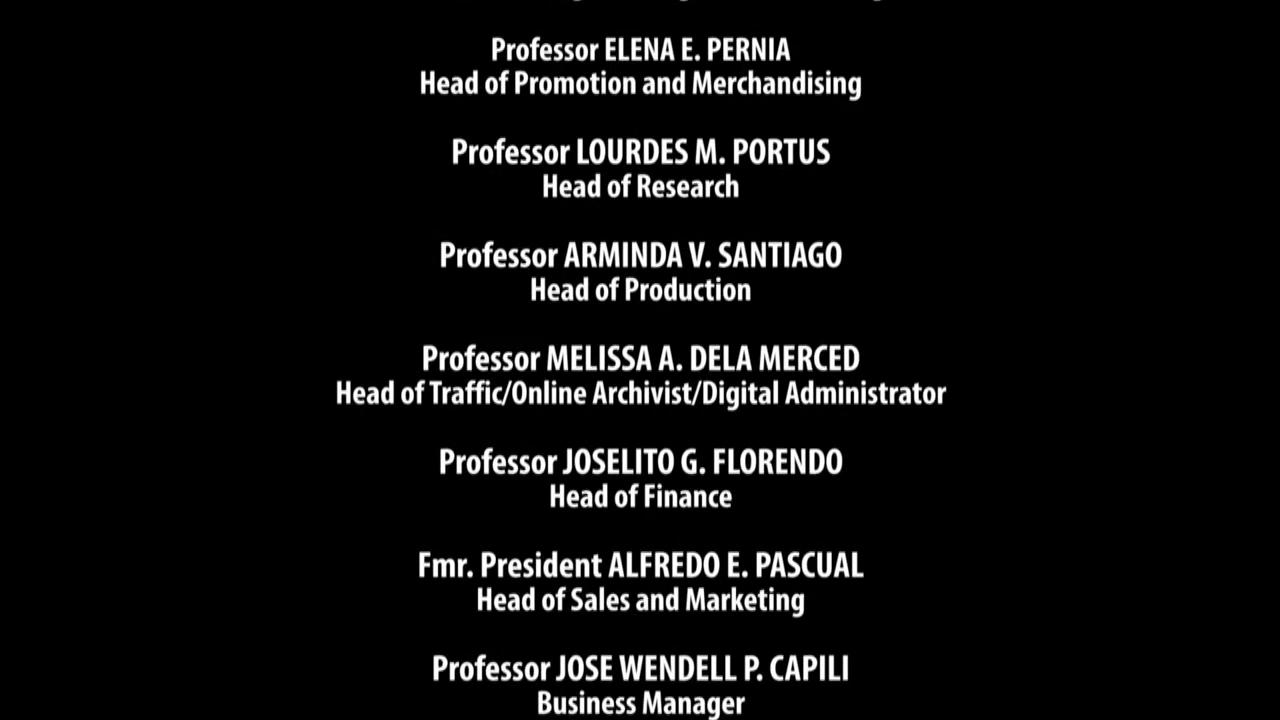 Professor ELENA E. PERNIA
Head of Promotion and Merchandising
Professor LOURDES M. PORTUS
Head of Research
Professor ARMINDA V. SANTIAGO
Head of Production
Professor MELISSA A. DELA MERCED
Head of Traffic/Online Archivist/Digital Administrator
Professor JOSELITO G. FLORENDO
Head of Finance
Fmr. President ALFREDO E. PASCUAL
Head of Sales and Marketing
Professor JOSE WENDELL P. CAPILI
Business Manager